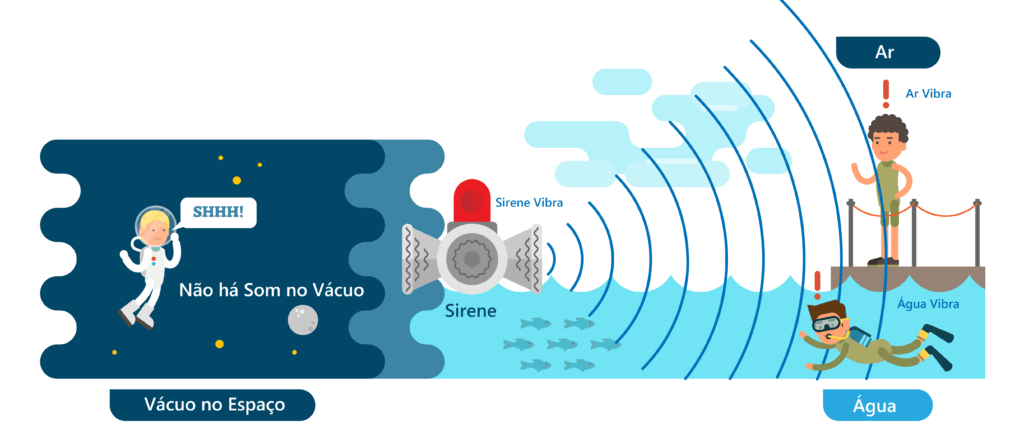 Ar
Ar Vibra
SHHH!
Sirene Vibra
Não há Som no Vácuo
Sirene
Água Vibra
Vácuo no Espaço
Água